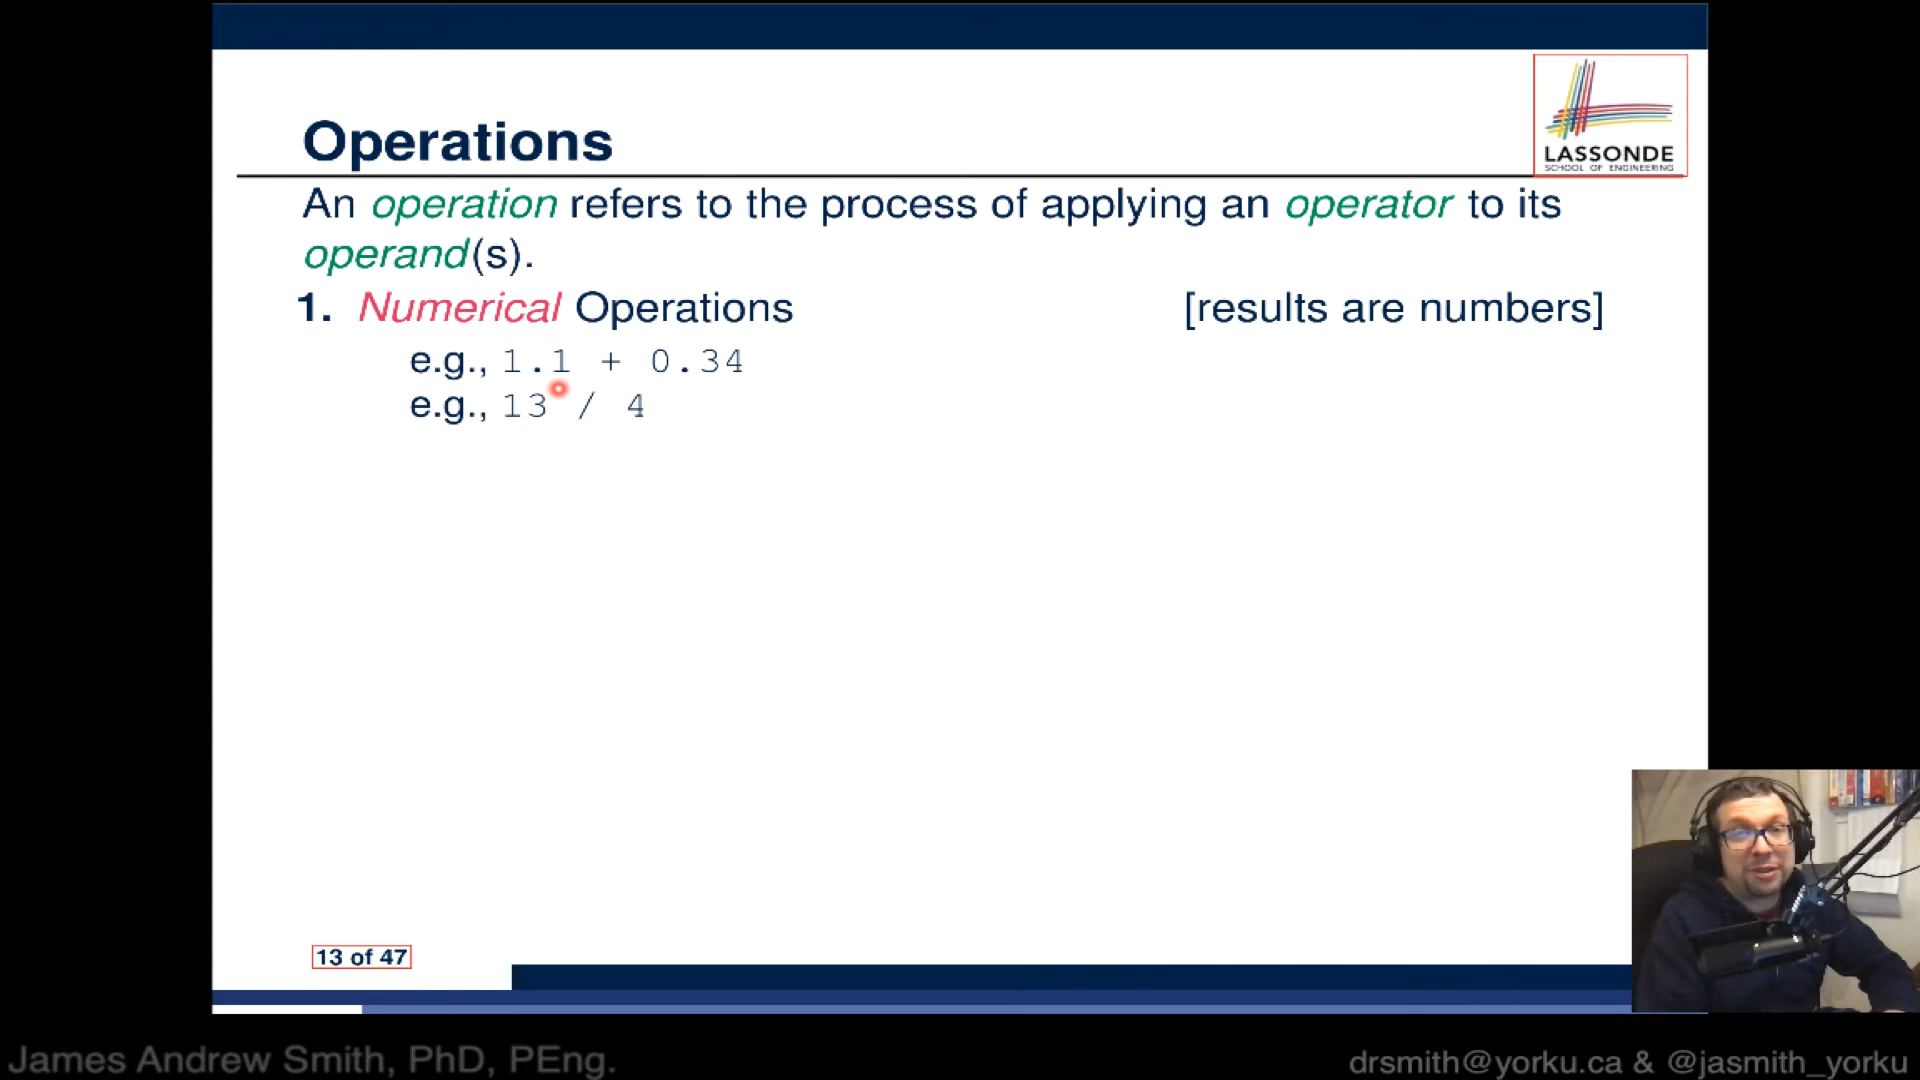 Operations
LASSONDE
SCHOOL OF ENGINEERING
An operation refers to the process of applying an operator to its
operand(s).
1. Numerical Operations [results are numbers]
e.g., 1.1 + 0.34
e.g., 13 / 4
13 of 47
James Andrew Smith, PhD, PEng.
drsmith@yorku.ca & @jasmith_yorku